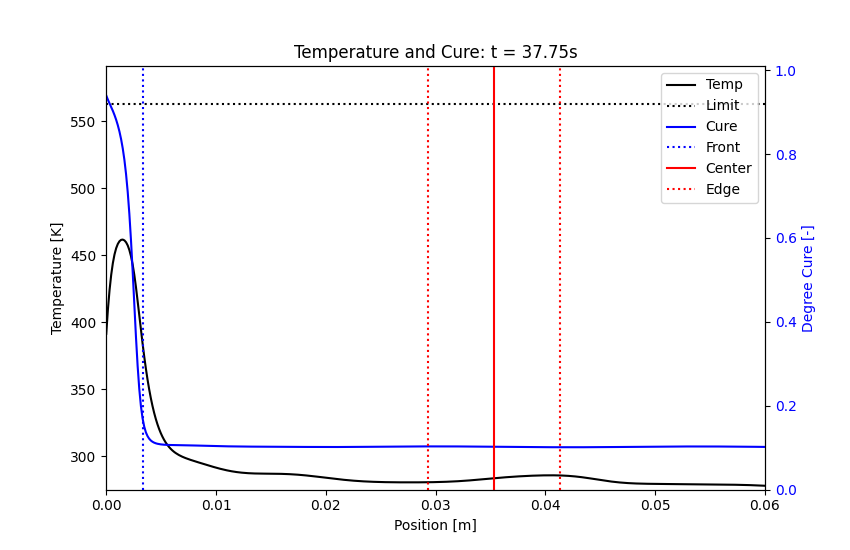 Temperature and Cure: t = 37.75s
Temperature [K]
550
500
450
400
350
300
1.0
0.8
0.6
0.4
0.2
0.0
Degree Cure [-]
Temp
Limit
Cure
Front
Center
Edge
0.00 0.01 0.02 0.03 0.04 0.05 0.06
Position [m]